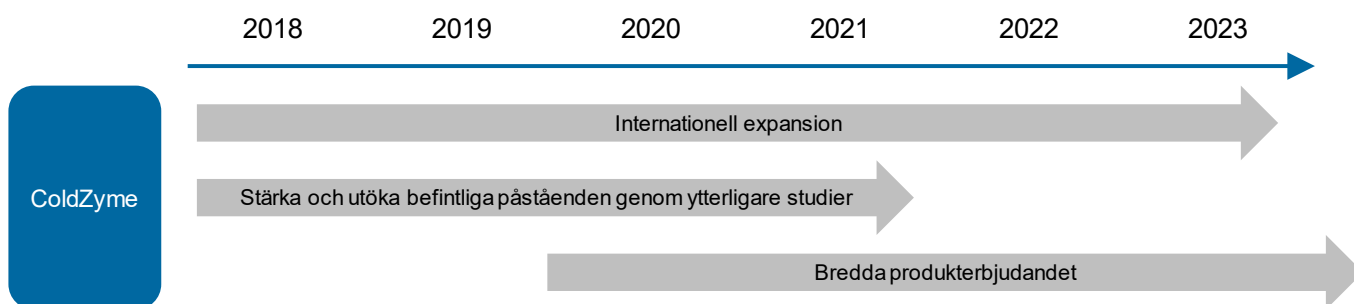 2018 2019 2020 2021 2022 2023
Internationell expansion
ColdZyme
Stärka och utöka befintliga påståenden genom ytterligare studier
Bredda produkterbjudandet